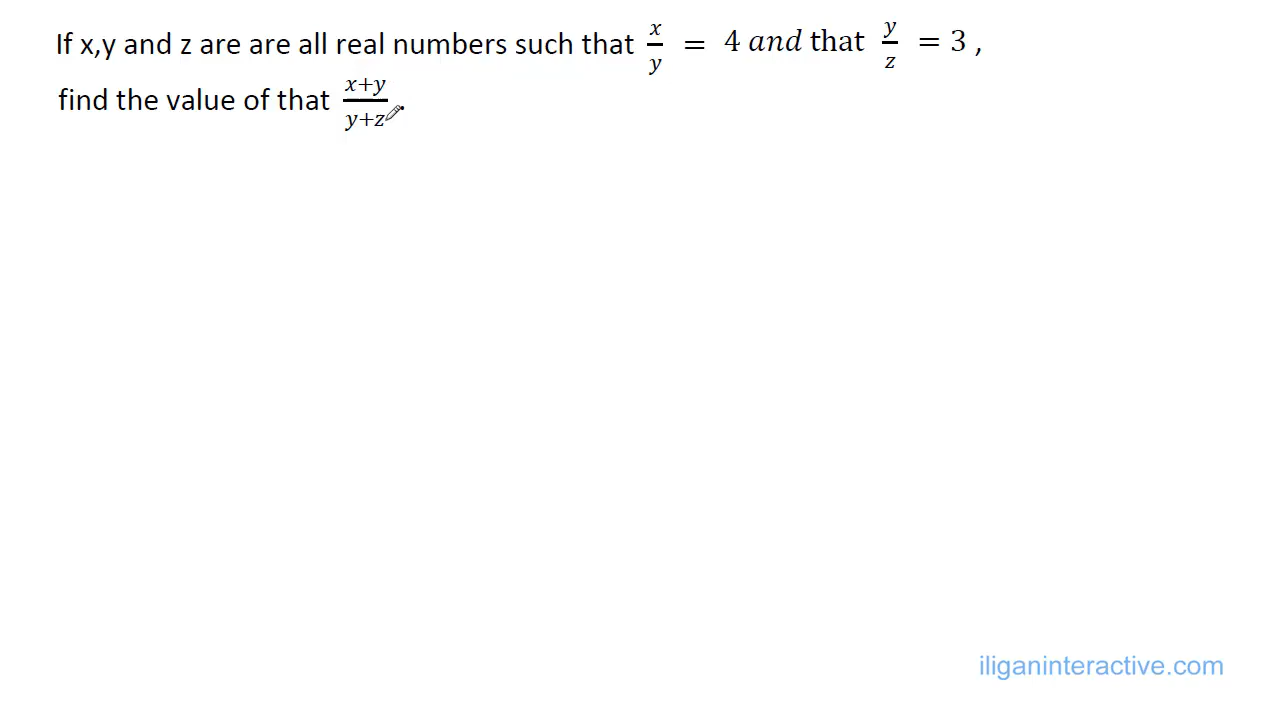 If x,y and z are are all real numbers such that x/y = 4 and that y/z = 3 ,
find the value of that x+y/y+z .
iliganinteractive.com